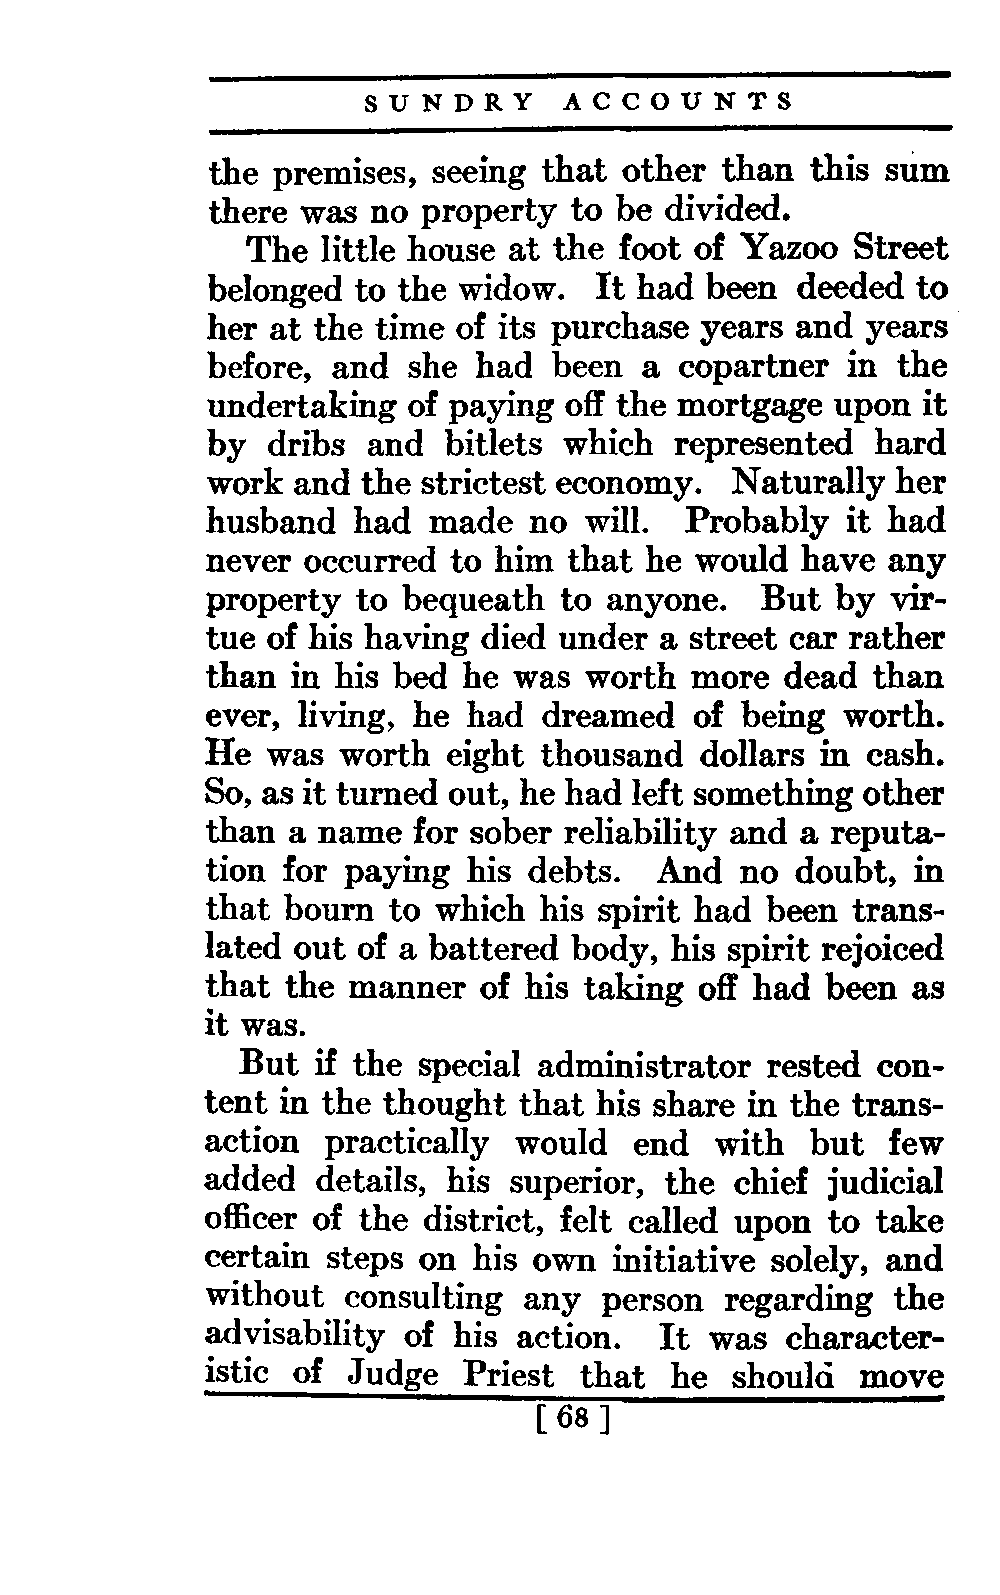 SUNDRY ACCOUNTS
the premises, seeing that other than this sum
there was no property to be divided.
The little house at the foot of Yazoo Street
belonged to the widow. It had been deeded to
her at the time of its purchase years and years
before, and she had been a copartner in the
undertaking of paying off the mortgage upon it
by dribs and bitlets which represented hard
work and the strictest economy. Naturally her
husband had made no will. Probably it had
never occurred to him that he would have any
property to bequeath to anyone. But by vir-
tue of his having died under a street car rather
than in his bed he was worth more dead than
ever, living, he had dreamed of being worth.
He was worth eight thousand dollars in cash.
So, as it turned out, he had left something other
than a name for sober reliability and a reputa-
tion for paying his debts. And no doubt, in
that bourn to which his spirit had been trans-
lated out of a battered body, his spirit rejoiced
that the manner of his taking off had been as
it was.
But if the special administrator rested con-
tent in the thought that his share in the trans-
action practically would end with but few
added details, his superior, the chief judicial
officer of the district, felt called upon to take
certain steps on his own initiative solely, and
without consulting any person regarding the
advisability of his action. It was character-
istic of Judge Priest that he should move
[ 68 ]